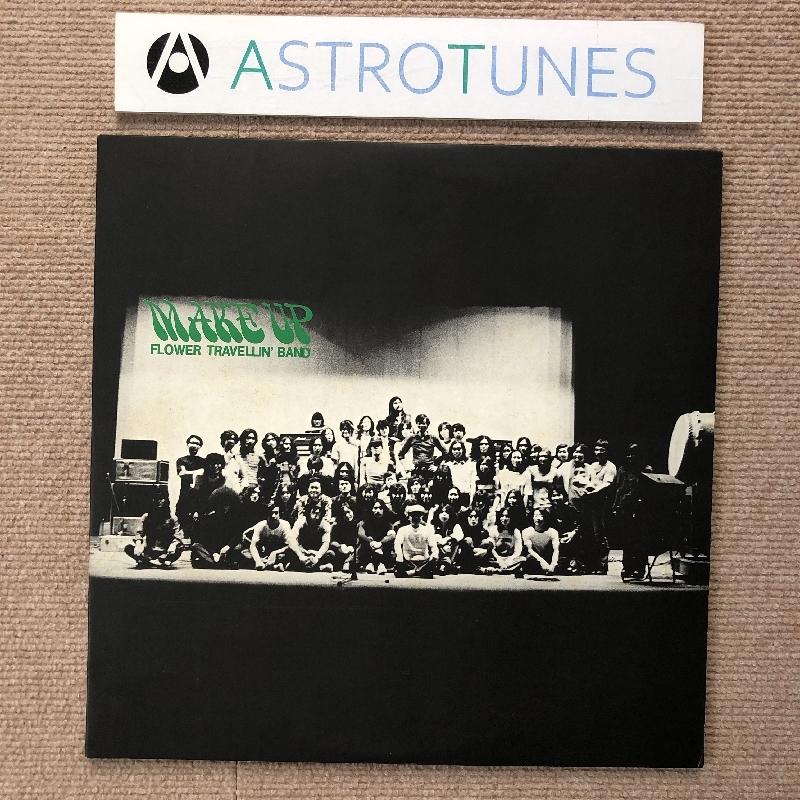 ASTROTUNES
MAKE UP
FLOWER TRAVELLIN' BAND